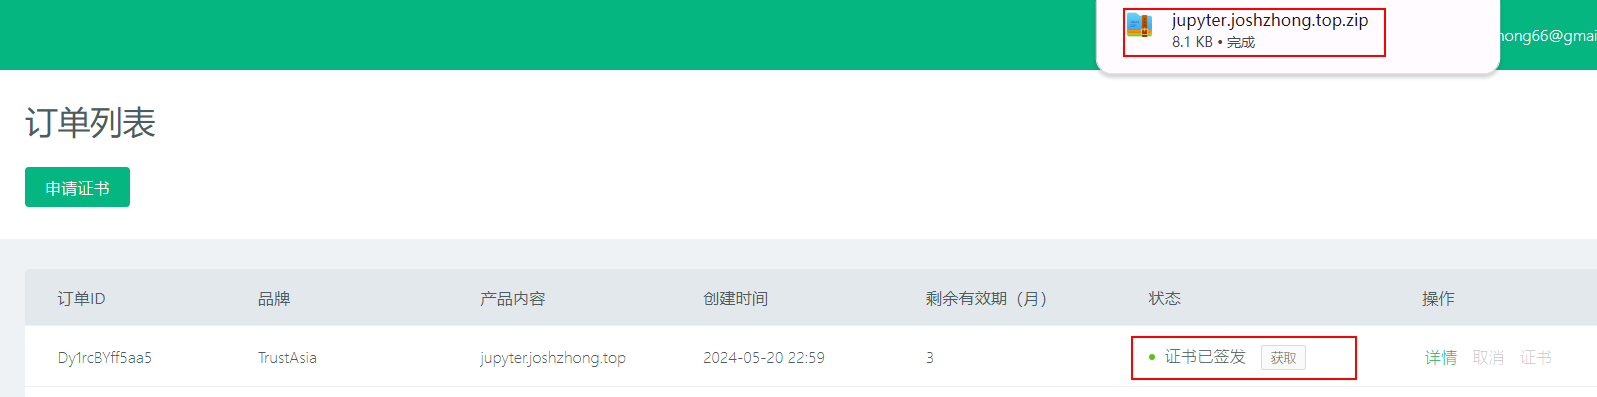 jupyter.joshzhong.top.zip
8.1 KB • 完成
hong66@gmai
订单列表
申请证书
订单ID 品牌 产品内容 创建时间 剩余有效期（月） 状态 操作
Dy1rcBYff5aa5 TrustAsia jupyter.joshzhong.top 2024-05-20 22:59 3 证书已签发 获取 详情 取消 证书